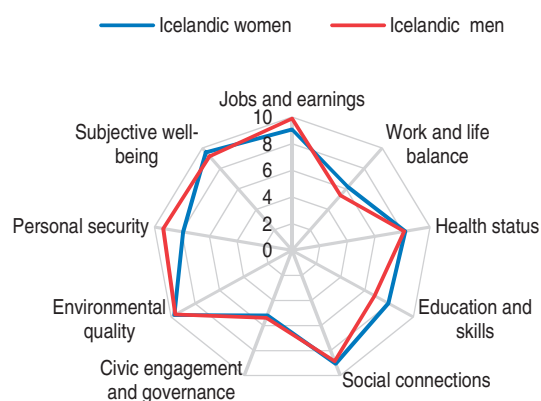 Icelandic women
Icelandic men
Jobs and earnings
Work and life
balance
Health status
Education and
skills
Social connections
Civic engagement
and governance
Environmental
quality
Personal security
Subjective well-
being
10
8
6
4
2
0